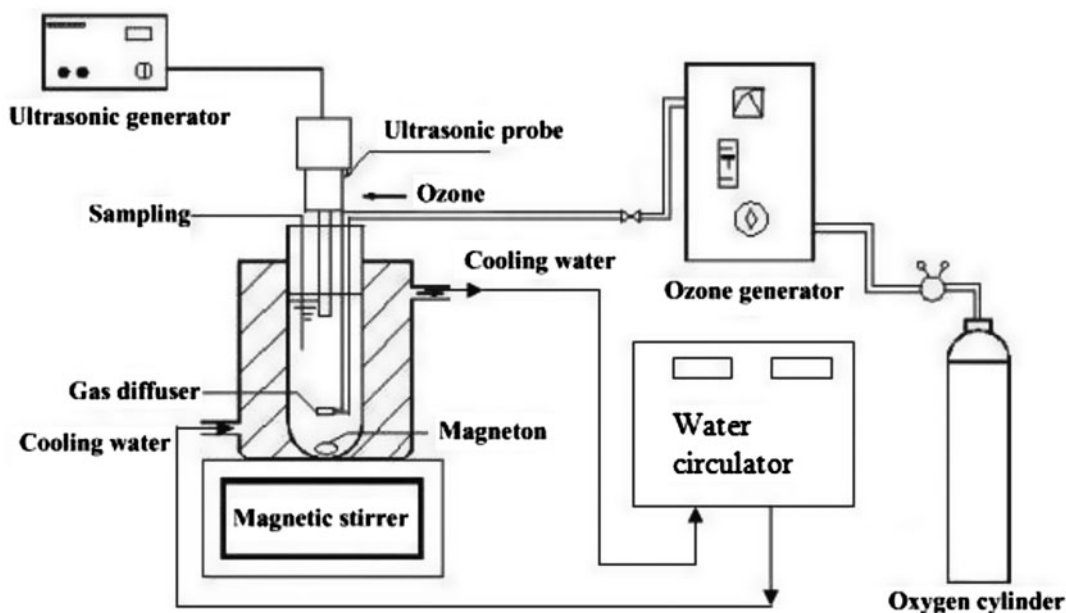 Ultrasonic generator
Ultrasonic probe
Ozone
Sampling
Cooling water
Ozone generator
Gas diffuser
Cooling water
Magneton
Water
circulator
Magnetic stirrer
Oxygen cylinder